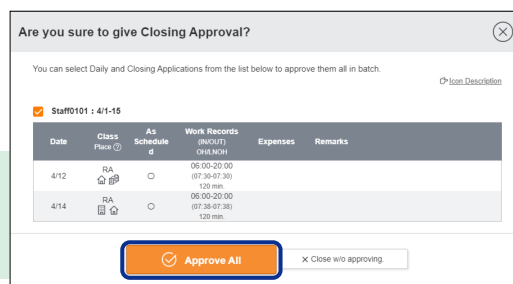 Are you sure to give Closing Approval?
You can select Daily and Closing Applications from the list below to approve them all in batch.
Icon Description
Staff0101 : 4/1-15
Date Class Place ? As Schedule d Work Records (IN/OUT) OH/LNOH Expenses Remarks
4/12 RA 06:00-20:00
(07:30-07:30)
120 min.
4/14 RA 06:00-20:00
(07:38-07:38)
120 min.
Approve All
× Close w/o approving.